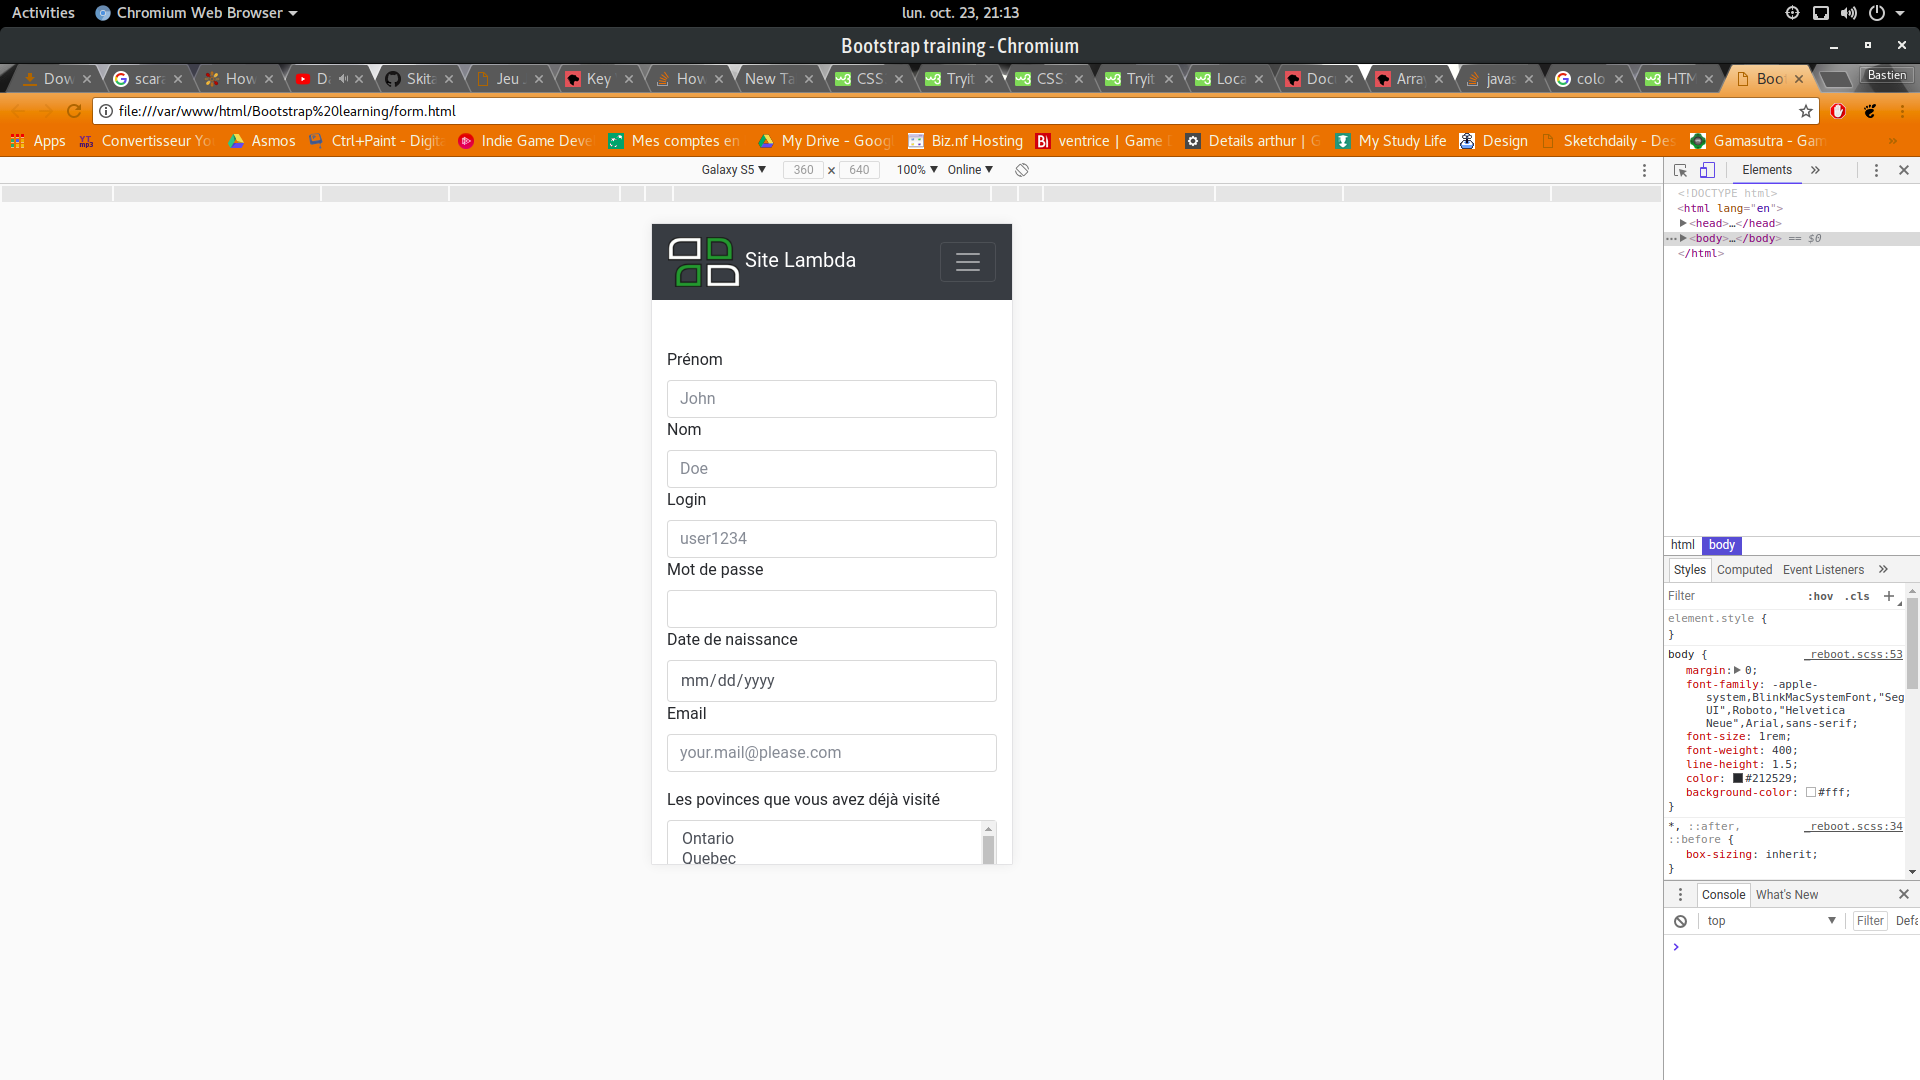 Activities Chromium Web Browser lun. oct. 23, 21:13
Bootstrap training - Chromium
Dow scara How Da Skita Jeu . Key How New Ta CSS Tryit CSS Tryit Loca Doc Array javas colo HTM Boot Bastien
file:///var/www/html/Bootstrap%20learning/form.html
Apps Convertisseur Yo Asmos Ctrl+Paint - Digit Indie Game Deve Mes comptes en My Drive - Goog Biz.nf Hosting ventrice | Game Details arthur | G My Study Life Design Sketchdaily - Des Gamasutra - Gam »
Galaxy S5 360 x 640 100% Online
Site Lambda
Prénom
John
Nom
Doe
Login
user1234
Mot de passe
Date de naissance
mm/dd/yyyy
Email
your.mail@please.com
Les povinces que vous avez déjà visité
Ontario
Quebec
Elements »
<!DOCTYPE html>
<html lang="en">
<head>…</head>
… <body>…</body> == $0
</html>
html body
Styles Computed Event Listeners »
Filter :hov .cls +
element.style {
}
body { _reboot.scss:53
margin: 0;
font-family: -apple-
system,BlinkMacSystemFont,"Seg
UI",Roboto,"Helvetica
Neue",Arial,sans-serif;
font-size: 1rem;
font-weight: 400;
line-height: 1.5;
color: #212529;
background-color: #fff;
}
*, ::after, _reboot.scss:34
::before {
box-sizing: inherit;
}
Console What's New
top Filter Defa
>